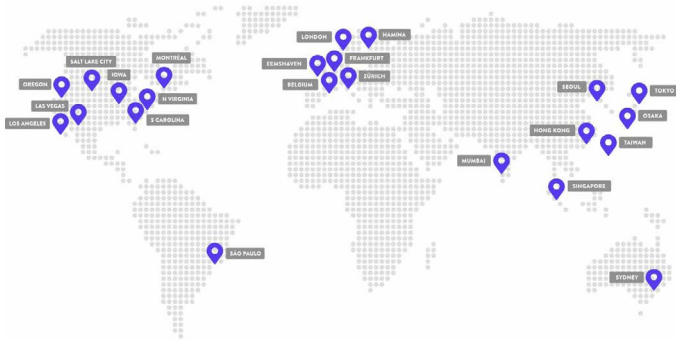 LONDON
HAMINA
SALT LAKE CITY
MONTRÉAL
EEMSHAVEN
FRANKFURT
IOWA
ZÜRICH
OREGON
BELGIUM
SEOUL
TOKYO
LAS VEGAS
N VIRGINIA
LOS ANGELES
S CAROLINA
OSAKA
HONG KONG
TAIWAN
MUMBAI
SINGAPORE
SÃO PAULO
SYDNEY